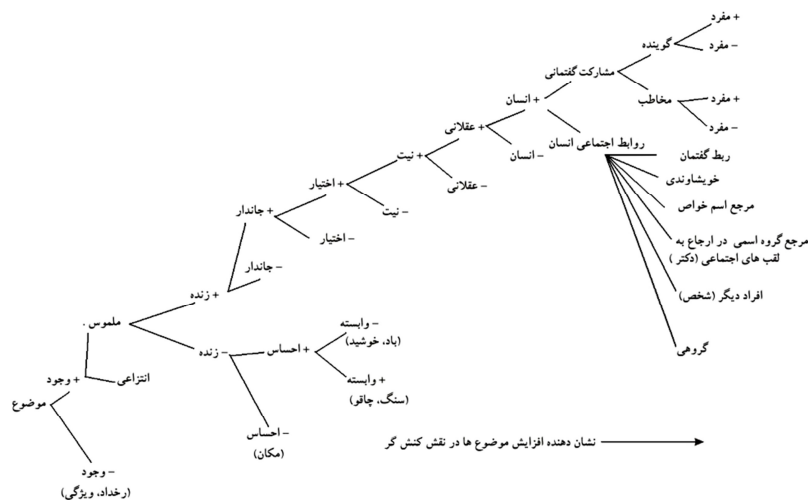 + مفرد
گوینده
– مفرد
مشارکت گفتمانی
+ انسان
مخاطب
+ مفرد
– مفرد
+ عقلانی
روابط اجتماعی انسان
– انسان
ربط گفتمان
+ نیت
خویشاوندی
+ اختیار
– عقلانی
مرجع اسم خواص
+ جاندار
– نیت
– اختیار
مرجع گروه اسمی در ارجاع به
لقب های اجتماعی (دکتر )
– جاندار
+ زنده
افراد دیگر (شخص)
ملموس .
– وابسته
(باد، خوشید)
– زنده
+ احساس
گروهی
+ وجود
انتزاعی
+ وابسته
(سنگ، چاقو)
موضوع
– احساس
(مکان)
نشان دهنده افزایش موضوع ها در نقش کنش گر
– وجود
(رخداد، ویژگی)